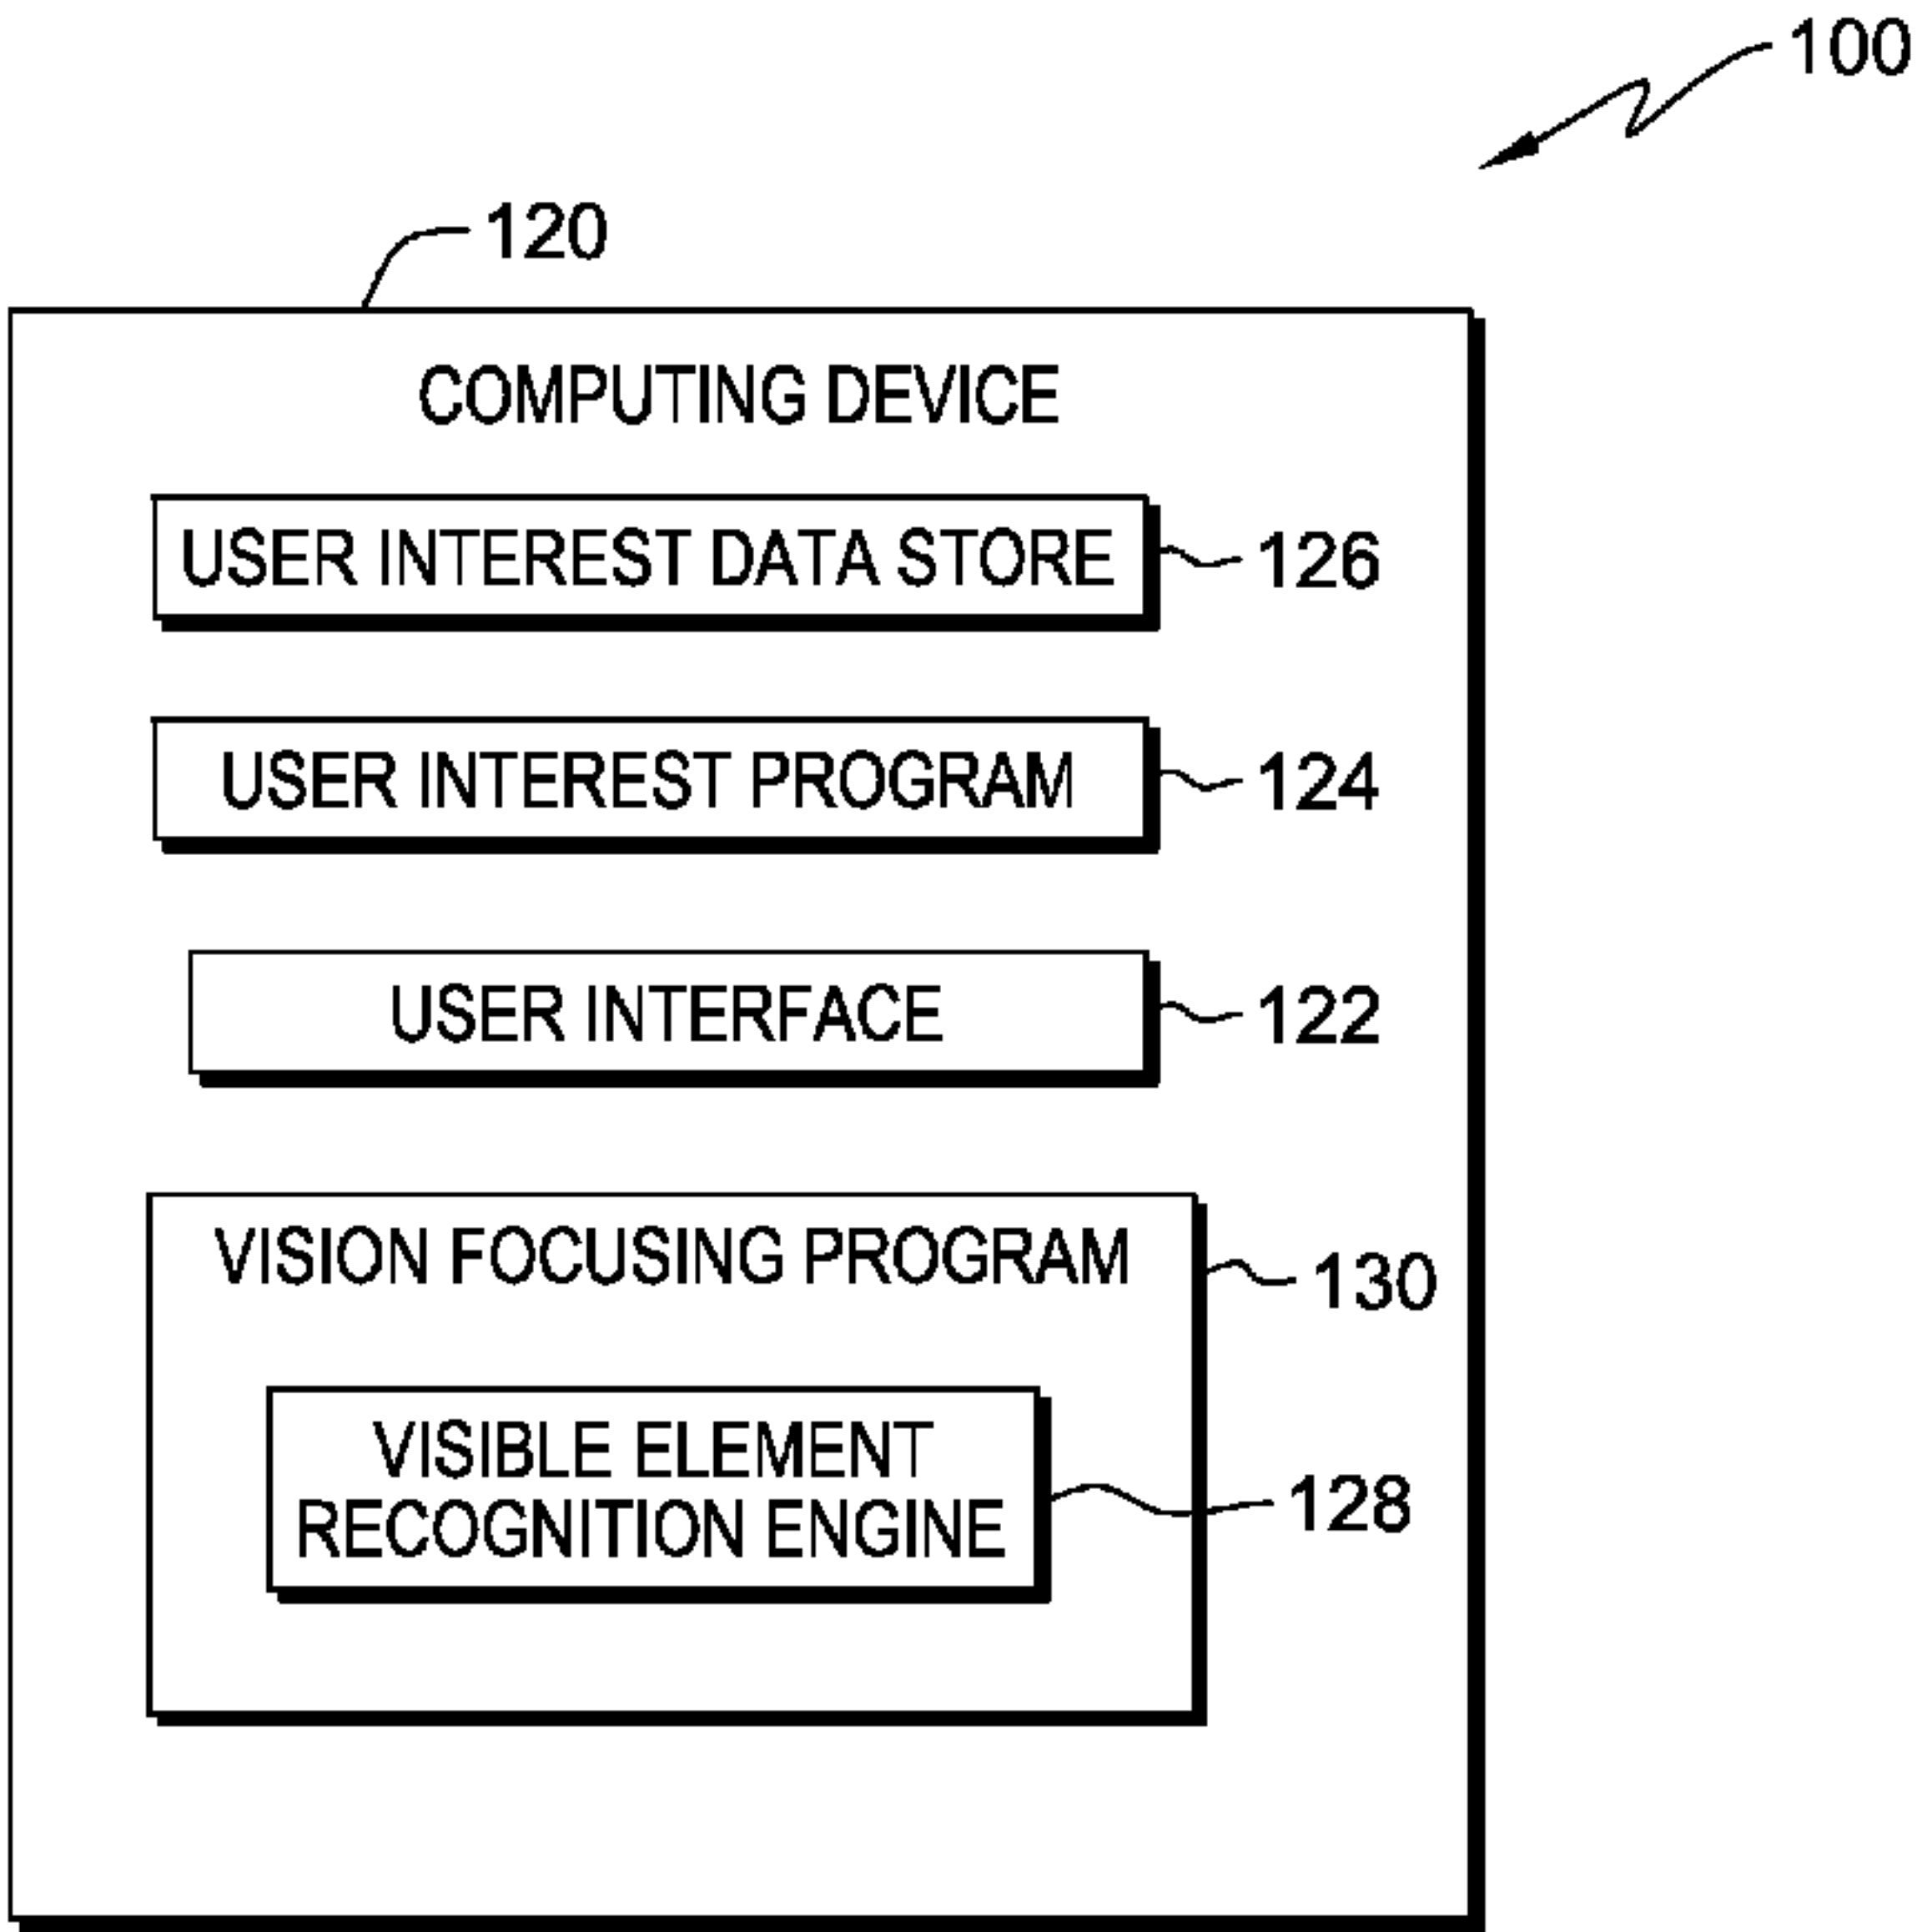 100
120
COMPUTING DEVICE
USER INTEREST DATA STORE
126
USER INTEREST PROGRAM
124
USER INTERFACE
122
VISION FOCUSING PROGRAM
130
VISIBLE ELEMENT
RECOGNITION ENGINE
128